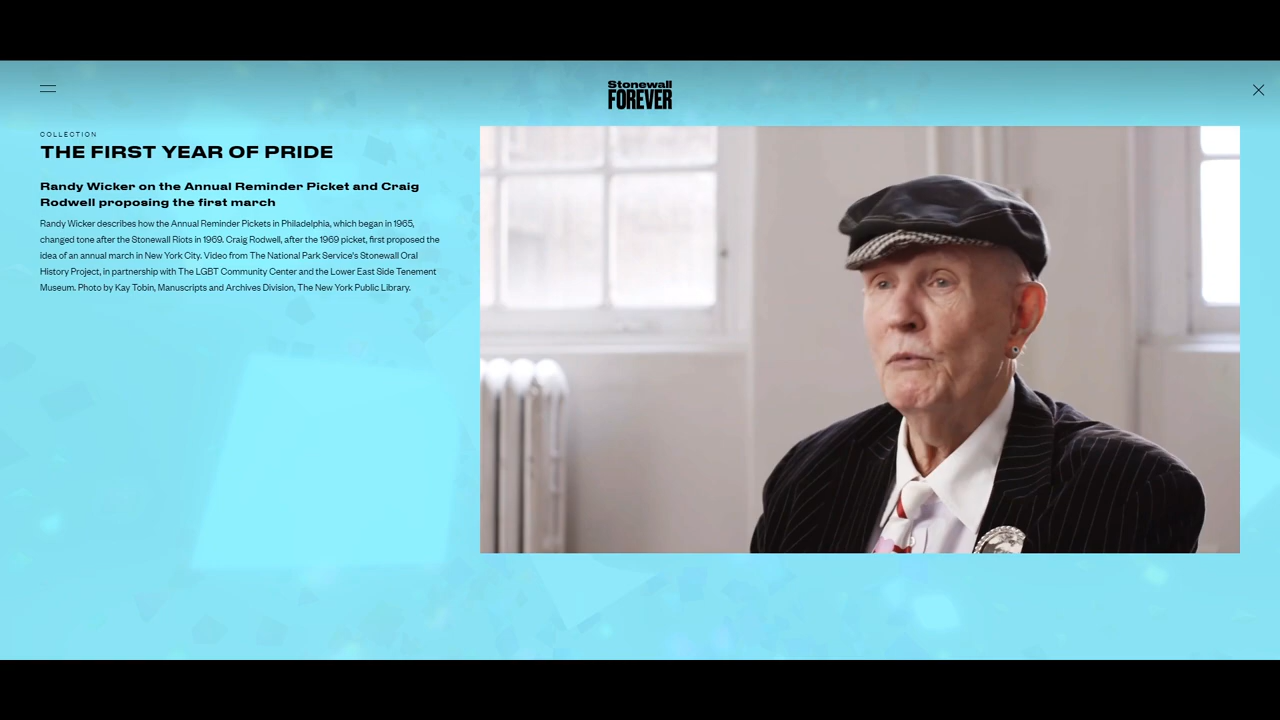 Stonewall
FOREVER
COLLECTION
THE FIRST YEAR OF PRIDE
Randy Wicker on the Annual Reminder Picket and Craig
Rodwell proposing the first march
Randy Wicker describes how the Annual Reminder Pickets in Philadelphia, which began in 1965,
changed tone after the Stonewall Riots in 1969. Craig Rodwell, after the 1969 picket, first proposed the
idea of an annual march in New York City. Video from The National Park Service's Stonewall Oral
History Project, in partnership with The LGBT Community Center and the Lower East Side Tenement
Museum. Photo by Kay Tobin, Manuscripts and Archives Division, The New York Public Library.